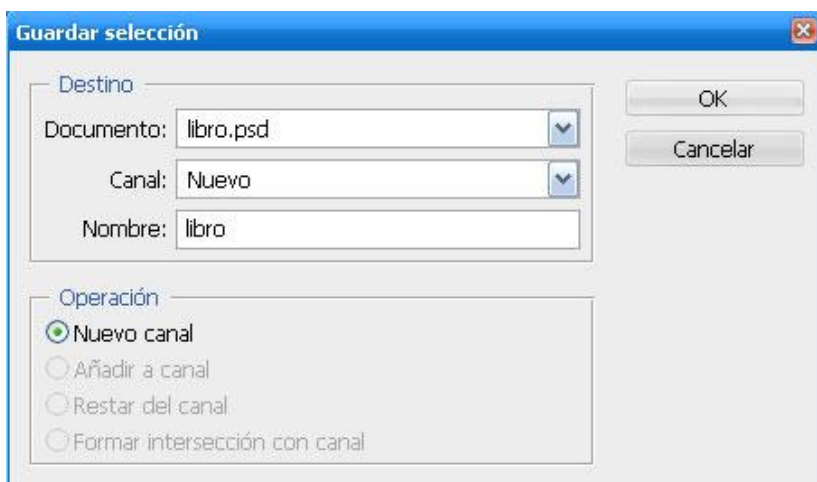 Guardar selección
Destino
Documento: libro.psd
Canal: Nuevo
Nombre: libro
OK
Cancelar
Operación
Nuevo canal
Añadir a canal
Restar del canal
Formar intersección con canal